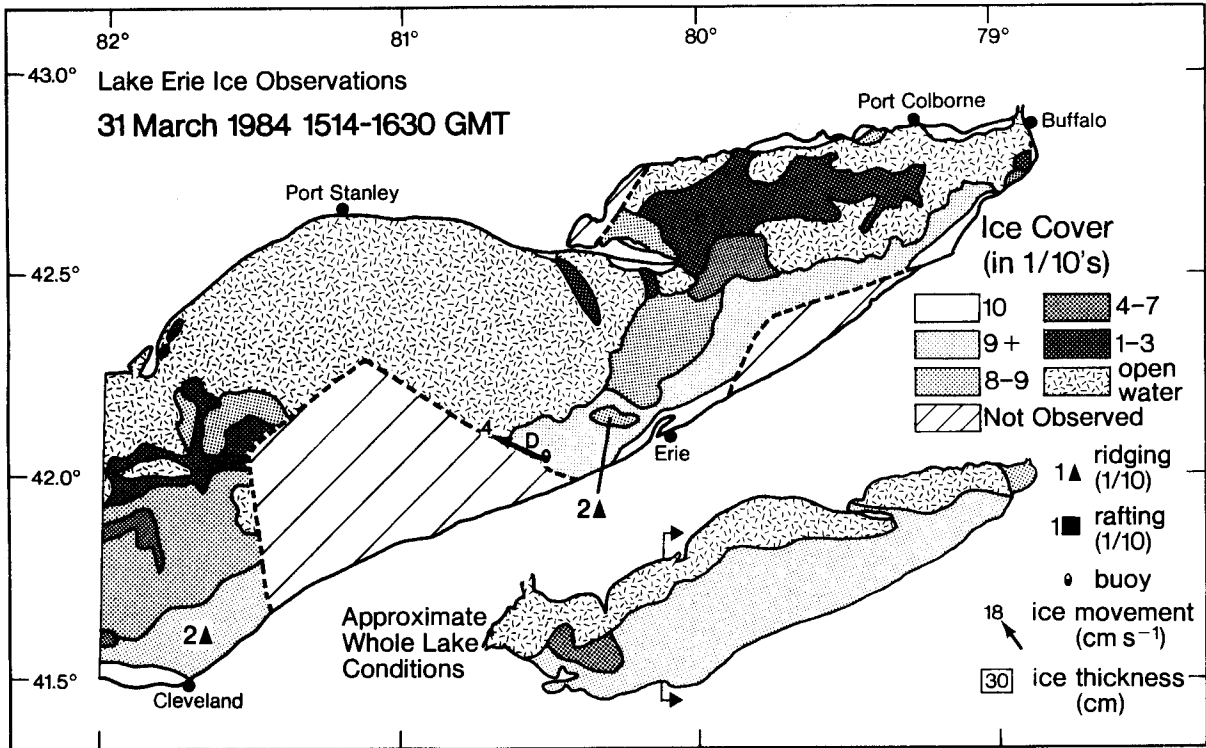 82°
81°
80°
79°
43.0°
Lake Erie Ice Observations
31 March 1984 1514-1630 GMT
Port Colborne
Buffalo
Port Stanley
42.5°
Ice Cover
(in 1/10's)
10
4-7
9+
1-3
8-9
open
water
Not Observed
4
D
Erie
42.0°
2
1 ridging
(1/10)
1 rafting
(1/10)
buoy
18 ice movement
(cm s⁻¹)
30 ice thickness
(cm)
Approximate
Whole Lake
Conditions
2
41.5°
Cleveland